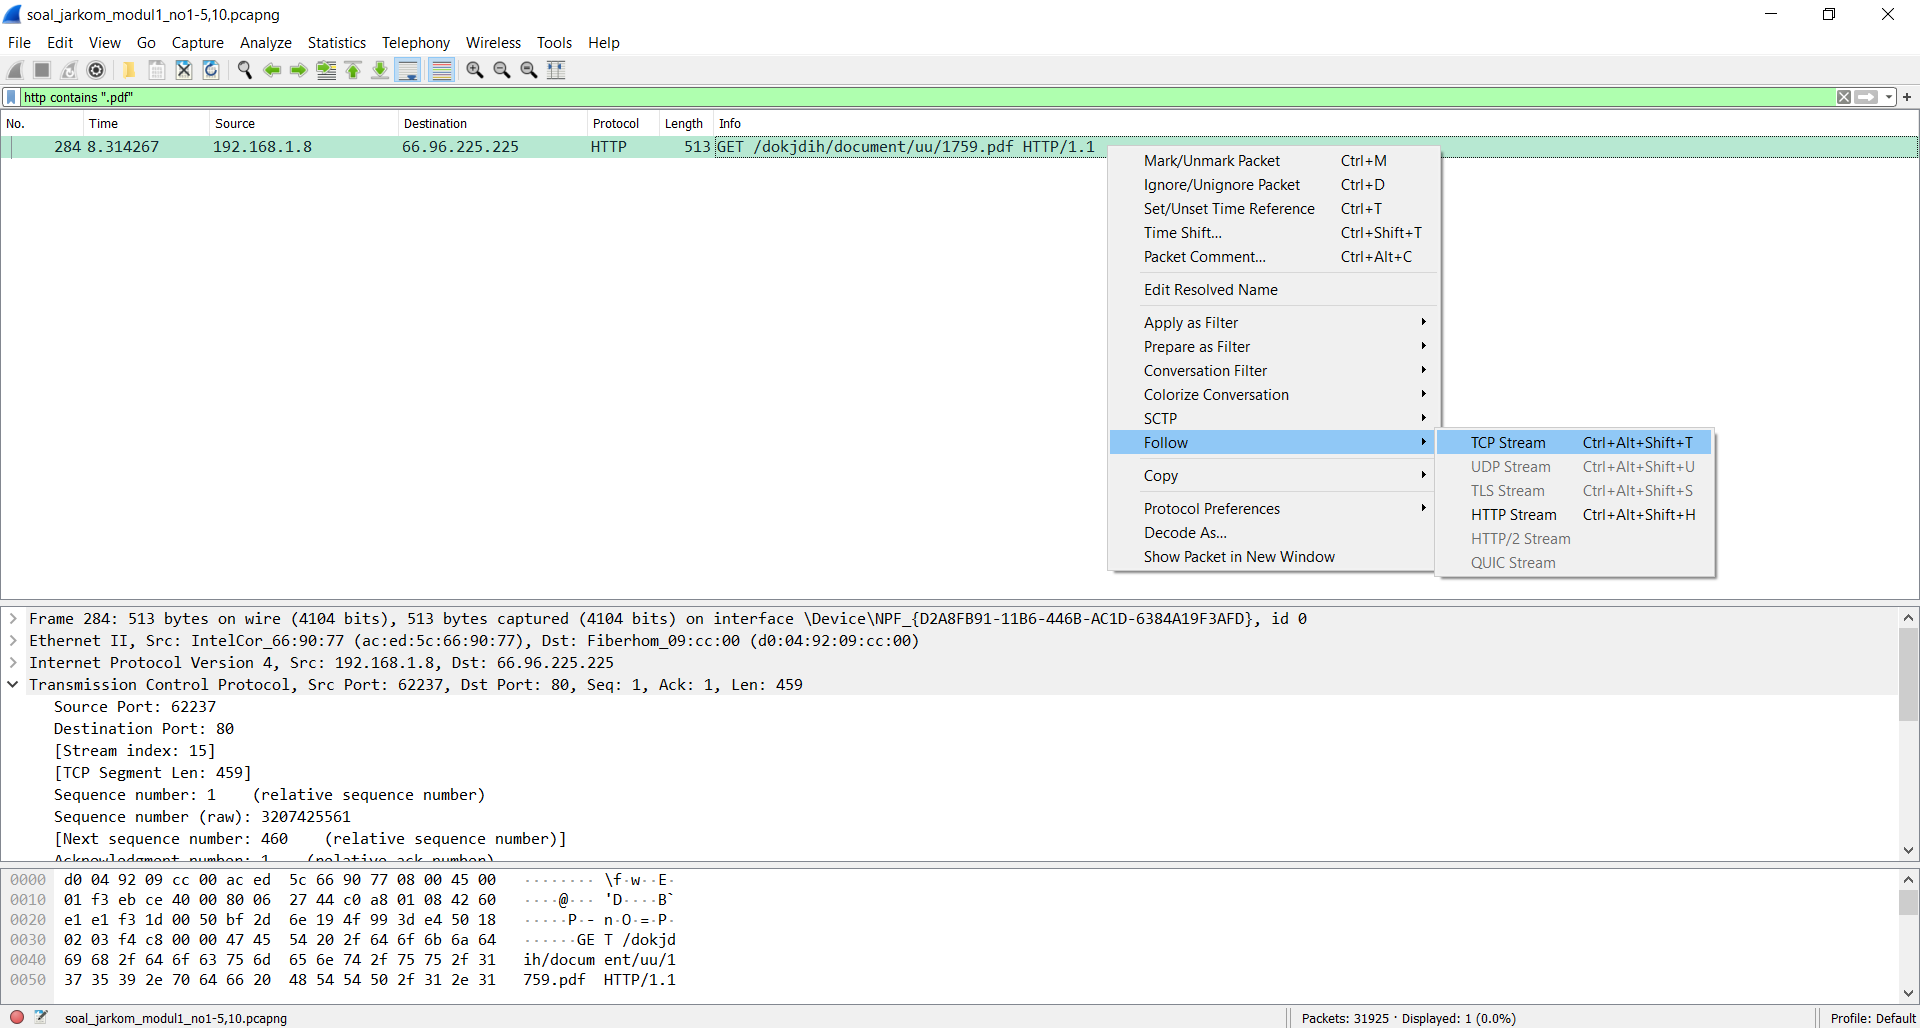 soal_jarkom_modul1_no1-5,10.pcapng
File Edit View Go Capture Analyze Statistics Telephony Wireless Tools Help
http contains ".pdf"
No. Time Source Destination Protocol Length Info
284 8.314267 192.168.1.8 66.96.225.225 HTTP 513 GET /dokjdih/document/uu/1759.pdf HTTP/1.1
Mark/Unmark Packet Ctrl+M
Ignore/Unignore Packet Ctrl+D
Set/Unset Time Reference Ctrl+T
Time Shift... Ctrl+Shift+T
Packet Comment... Ctrl+Alt+C
Edit Resolved Name
Apply as Filter
Prepare as Filter
Conversation Filter
Colorize Conversation
SCTP
Follow
Copy
Protocol Preferences
Decode As...
Show Packet in New Window
TCP Stream Ctrl+Alt+Shift+T
UDP Stream Ctrl+Alt+Shift+U
TLS Stream Ctrl+Alt+Shift+S
HTTP Stream Ctrl+Alt+Shift+H
HTTP/2 Stream
QUIC Stream
Frame 284: 513 bytes on wire (4104 bits), 513 bytes captured (4104 bits) on interface \Device\NPF_{D2A8FB91-11B6-446B-AC1D-6384A19F3AFD}, id 0
Ethernet II, Src: IntelCor_66:90:77 (ac:ed:5c:66:90:77), Dst: Fiberhom_09:cc:00 (d0:04:92:09:cc:00)
Internet Protocol Version 4, Src: 192.168.1.8, Dst: 66.96.225.225
Transmission Control Protocol, Src Port: 62237, Dst Port: 80, Seq: 1, Ack: 1, Len: 459
Source Port: 62237
Destination Port: 80
[Stream index: 15]
[TCP Segment Len: 459]
Sequence number: 1    (relative sequence number)
Sequence number (raw): 3207425561
[Next sequence number: 460    (relative sequence number)]
Acknowledgment number: 1    (relative ack number)
0000 d0 04 92 09 cc 00 ac ed 5c 66 90 77 08 00 45 00 ········ \f·w··E·
0010 01 f3 eb ce 40 00 80 06 27 44 c0 a8 01 08 42 60 ····@··· 'D····B`
0020 e1 e1 f3 1d 00 50 bf 2d 6e 19 4f 99 3d e4 50 18 ·····P·- n·O·=·P·
0030 02 03 f4 c8 00 00 47 45 54 20 2f 64 6f 6b 6a 64 ······GE T /dokjd
0040 69 68 2f 64 6f 63 75 6d 65 6e 74 2f 75 75 2f 31 ih/docum ent/uu/1
0050 37 35 39 2e 70 64 66 20 48 54 54 50 2f 31 2e 31 759.pdf  HTTP/1.1
soal_jarkom_modul1_no1-5,10.pcapng Packets: 31925 · Displayed: 1 (0.0%) Profile: Default